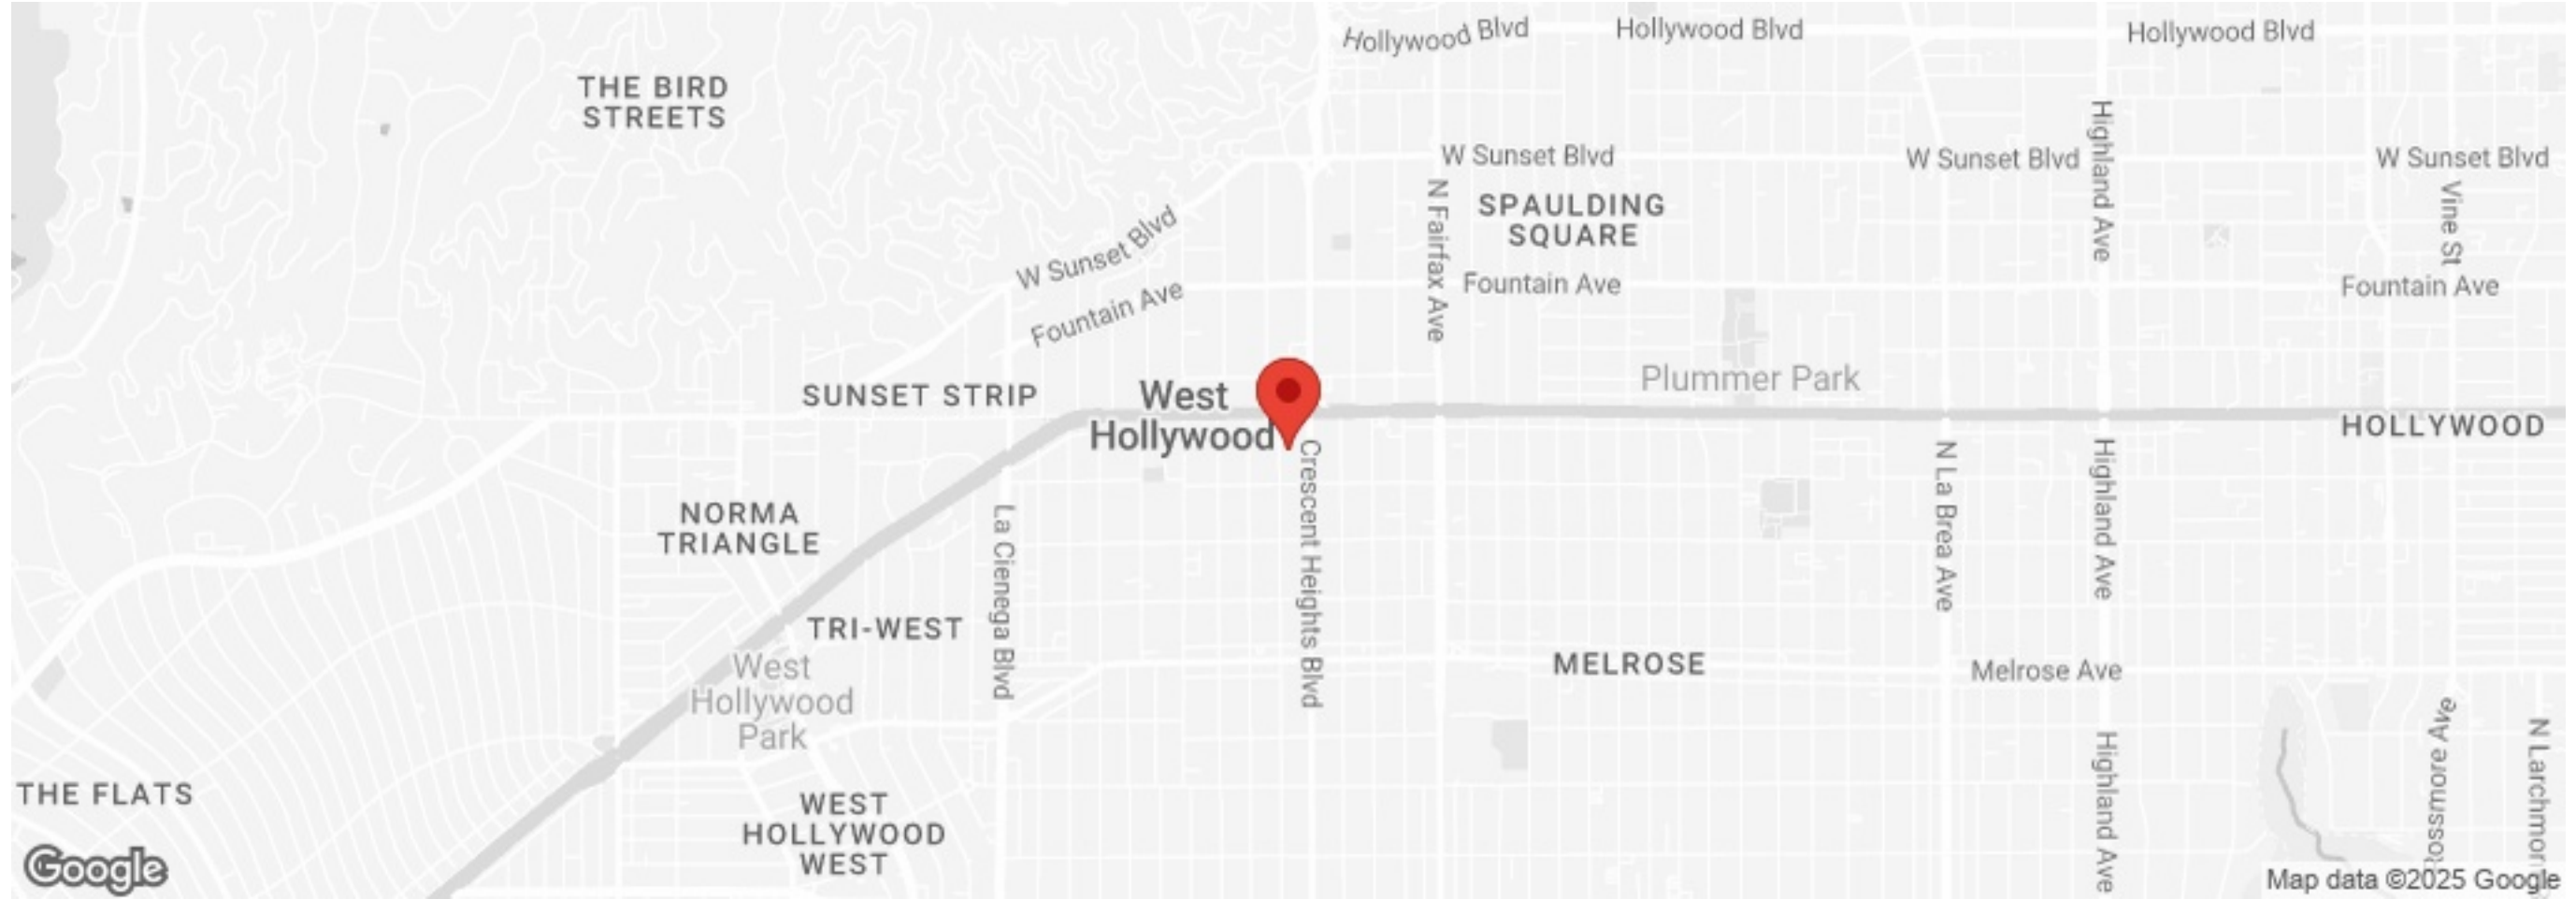 Hollywood Blvd
Hollywood Blvd
Hollywood Blvd
THE BIRD
STREETS
Highland Ave
W Sunset Blvd
W Sunset Blvd
W Sunset Blvd
N Fairfax Ave
SPAULDING
SQUARE
Vine St
W Sunset Blvd
Fountain Ave
Fountain Ave
Fountain Ave
SUNSET STRIP
West
Hollywood
Plummer Park
HOLLYWOOD
Crescent Heights Blvd
N La Brea Ave
Highland Ave
NORMA
TRIANGLE
La Cienega Blvd
TRI-WEST
West
Hollywood
Park
MELROSE
Melrose Ave
Highland Ave
N Larchmon
THE FLATS
WEST
HOLLYWOOD
WEST
Google
Map data ©2025 Google